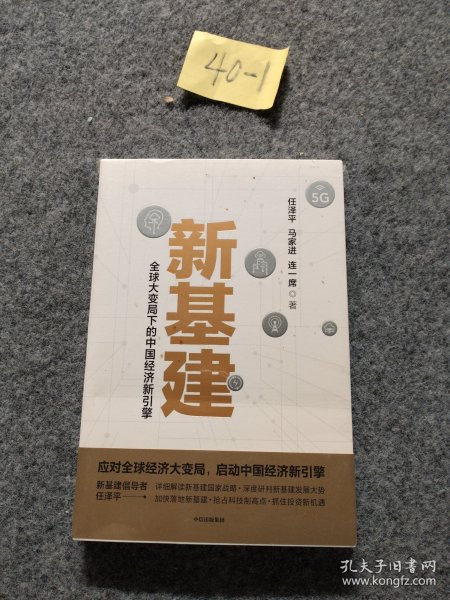 40-1
5G
任泽平 马家进 连一席◎著
新基建
全球大变局下的中国经济新引擎
应对全球经济大变局，启动中国经济新引擎
新基建倡导者
任泽平
详细解读新基建国家战略·深度研判新基建发展大势
加快落地新基建·抢占科技制高点·抓住投资新机遇
中信出版集团
孔夫子旧书网
www.kongfz.com